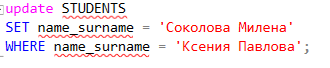 update STUDENTS
SET name_surname = 'Соколова Милена'
WHERE name_surname = 'Ксения Павлова';